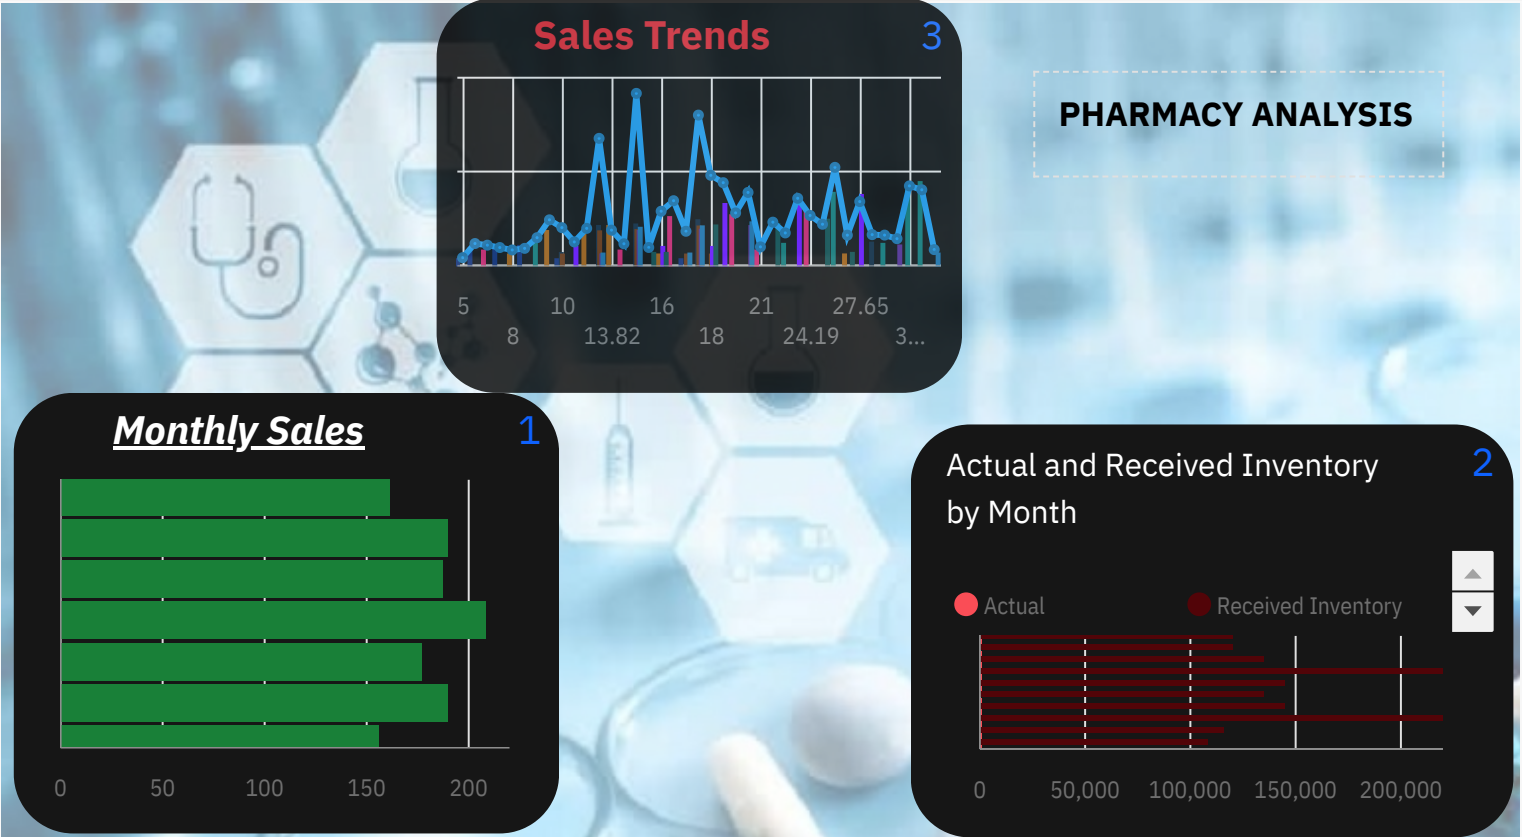 Sales Trends 3
5 10 16 21 27.65
8 13.82 18 24.19 3...
PHARMACY ANALYSIS
Monthly Sales 1
0 50 100 150 200
Actual and Received Inventory 2
by Month
Actual Received Inventory
0 50,000 100,000 150,000 200,000